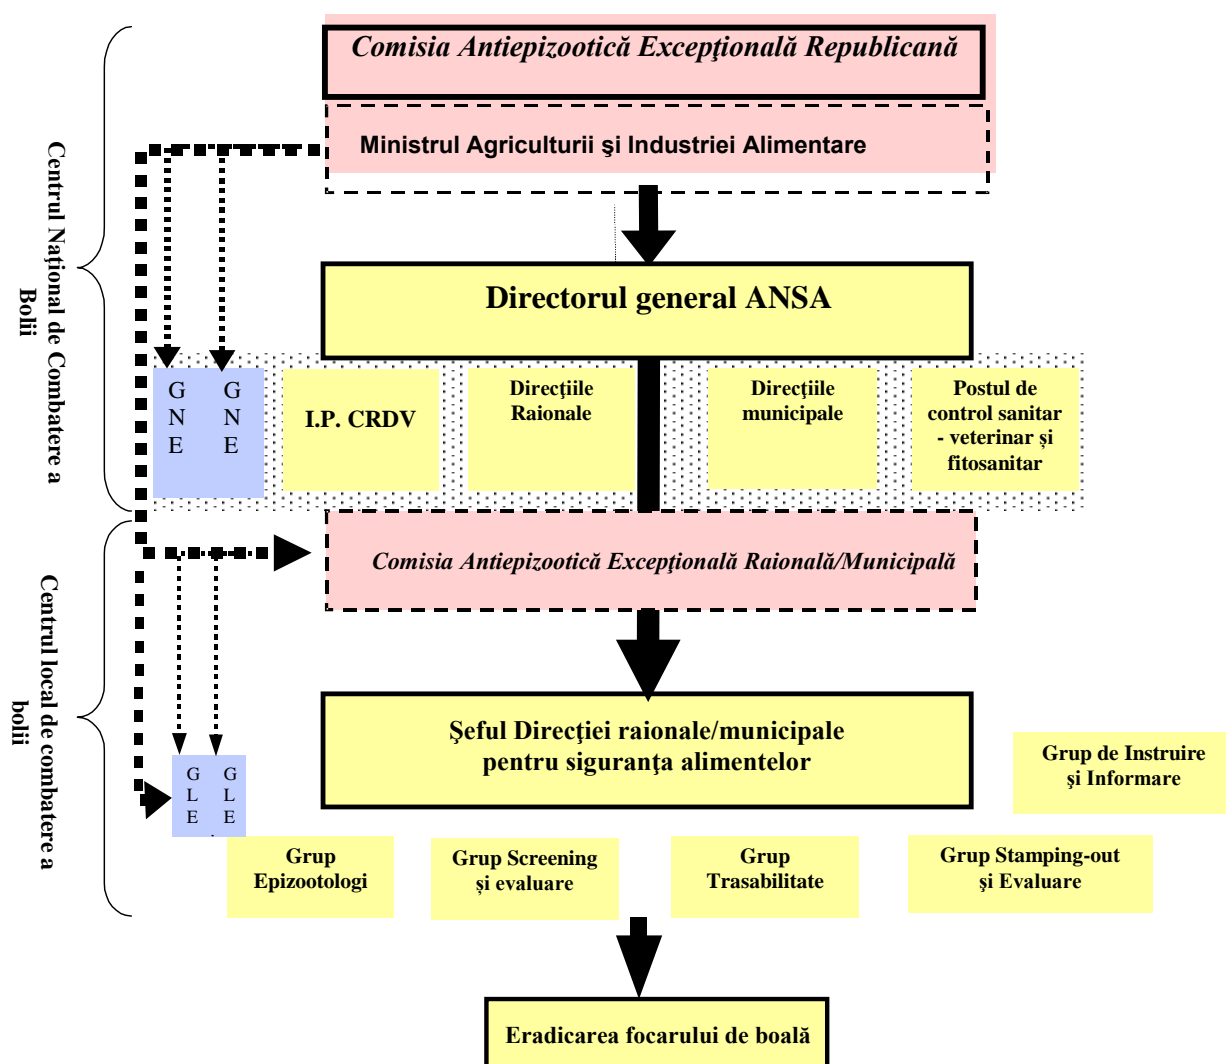 Comisia Antiepizootică Excepţională Republicană
Ministrul Agriculturii şi Industriei Alimentare
Centrul Naţional de Combatere a
Bolii
Directorul general ANSA
G
N
E
G
N
E
I.P. CRDV
Direcţiile
Raionale
Direcţiile
municipale
Postul de
control sanitar
- veterinar și
fitosanitar
Comisia Antiepizootică Excepţională Raională/Municipală
Centrul local de combatere a
bolii
Şeful Direcţiei raionale/municipale
pentru siguranţa alimentelor
Grup de Instruire
şi Informare
G
L
E
G
L
E
Grup
Epizootologi
Grup Screening
și evaluare
Grup
Trasabilitate
Grup Stamping-out
şi Evaluare
Eradicarea focarului de boală